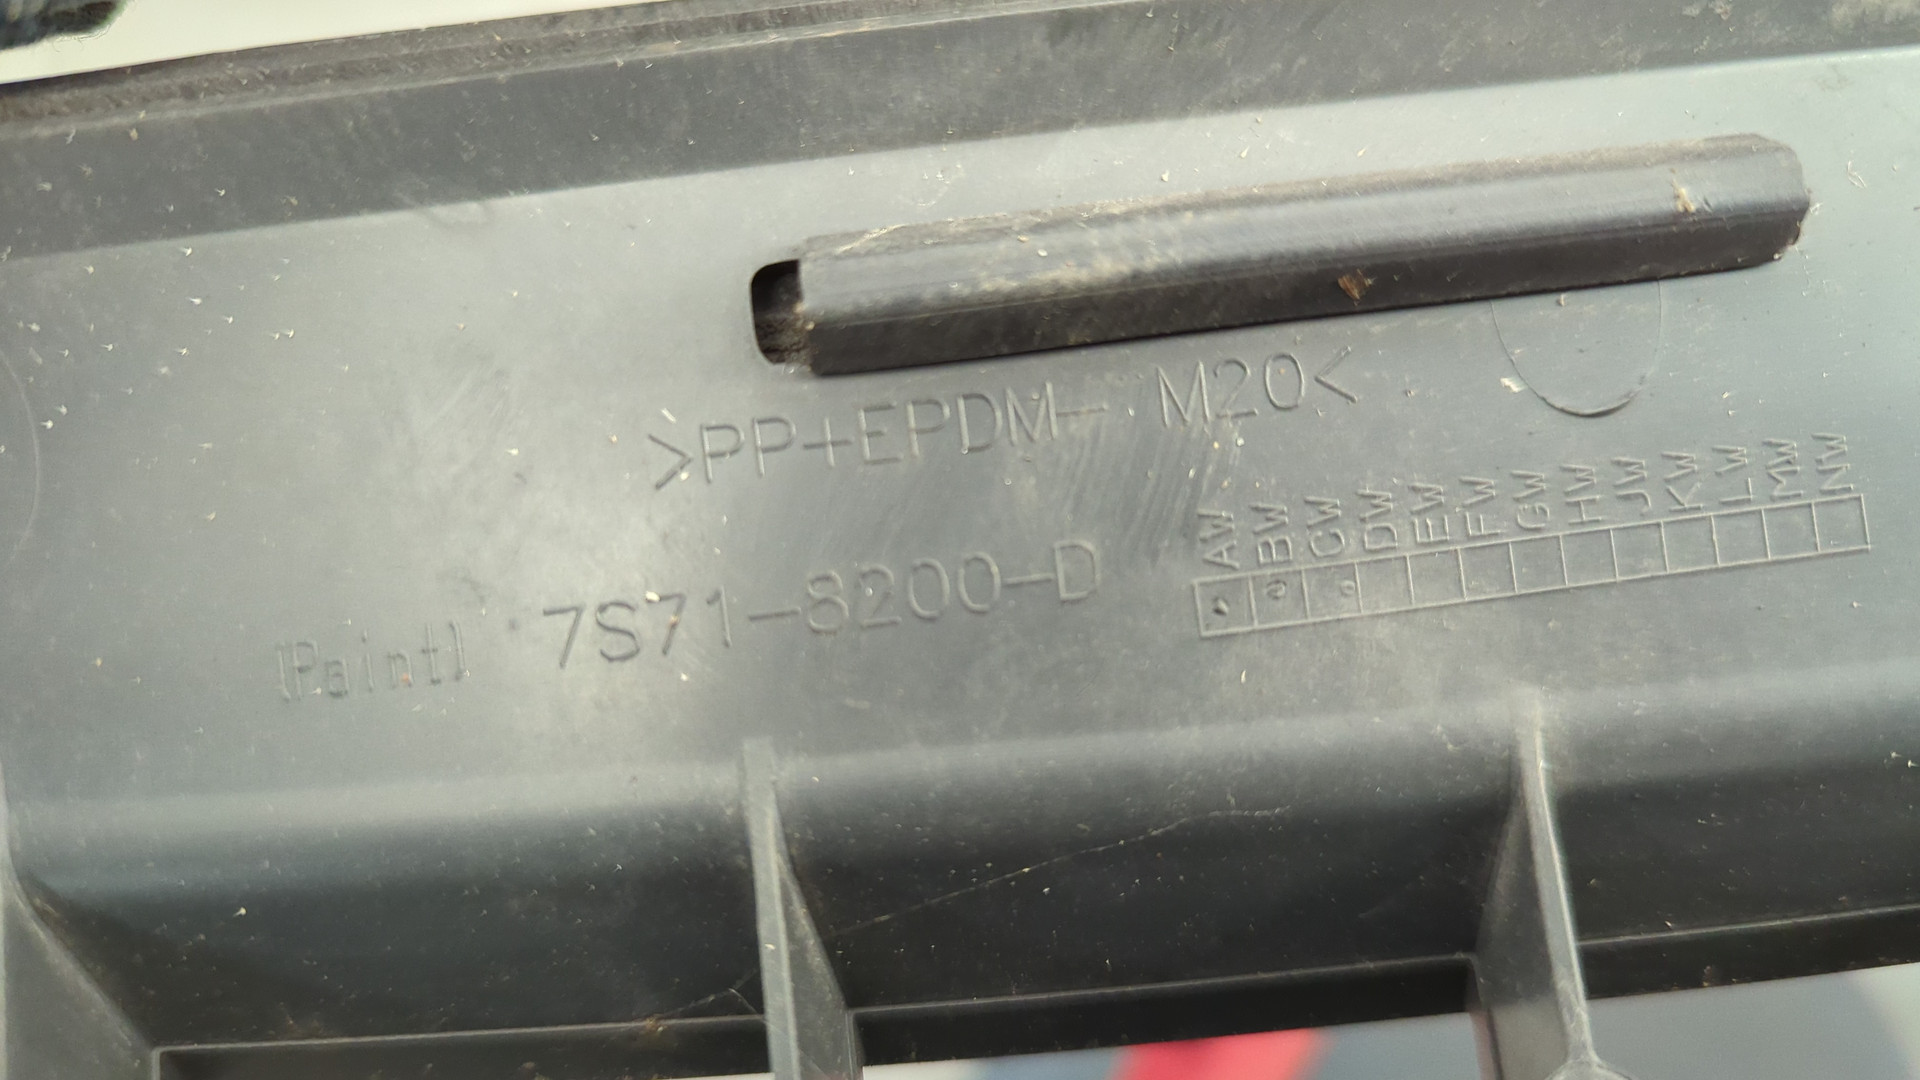 >PP+EPDM- M20<
AW BW CW DW EW FW GW HW JW KW LW MW NW
(Paint) 7S71-8200-D